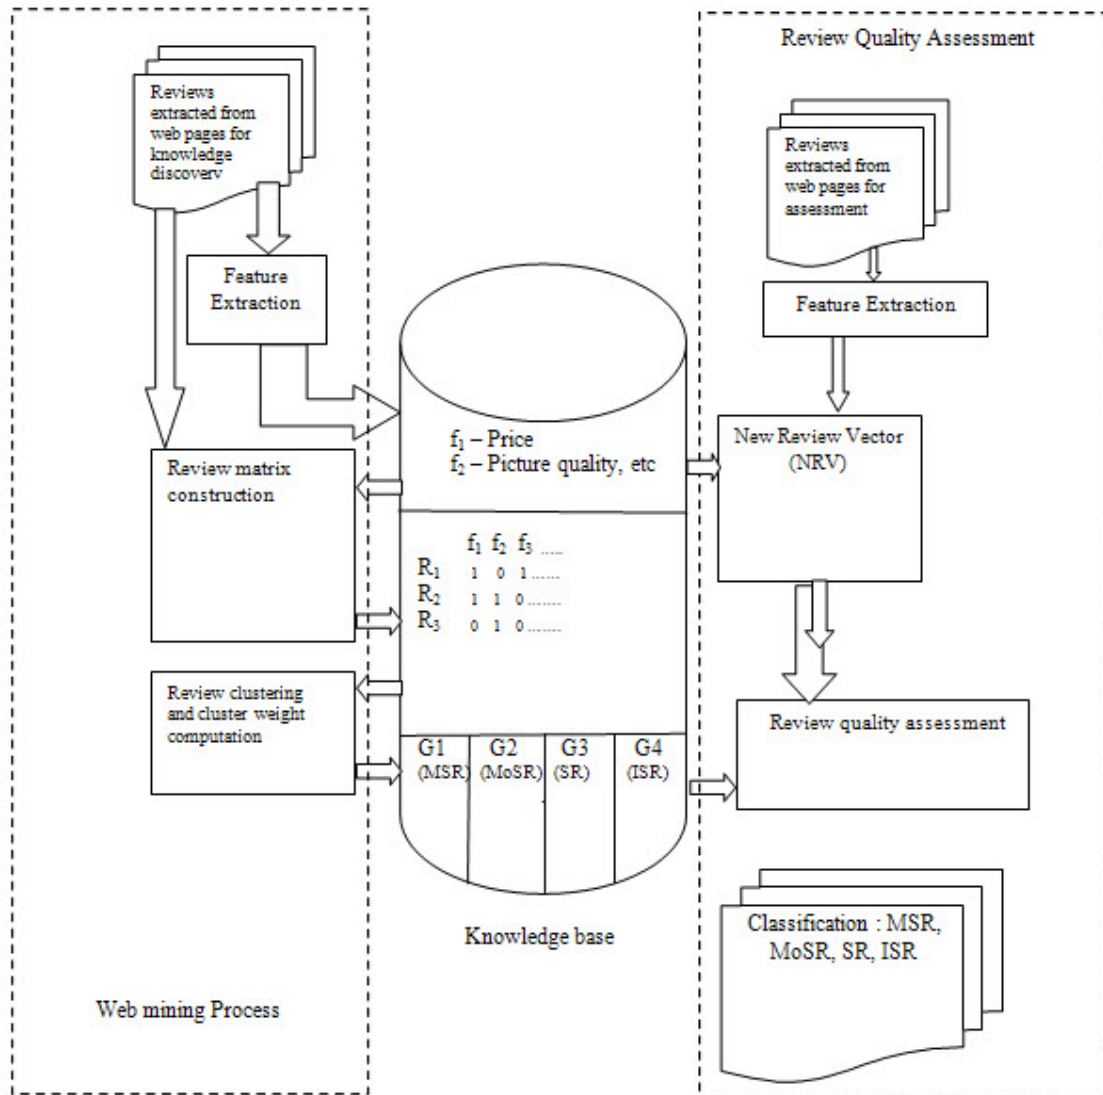 Reviews
extracted from
web pages for
knowledge
discovery
Feature
Extraction
Review matrix
construction
Review clustering
and cluster weight
computation
Web mining Process
f₁ – Price
f₂ – Picture quality, etc
f₁ f₂ f₃ ......
R₁ 1 0 1 .......
R₂ 1 1 0 ........
R₃ 0 1 0 ........
G1 G2 G3 G4
(MSR) (MoSR) (SR) (ISR)
Knowledge base
Review Quality Assessment
Reviews
extracted from
web pages for
assessment
Feature Extraction
New Review Vector
(NRV)
Review quality assessment
Classification : MSR,
MoSR, SR, ISR